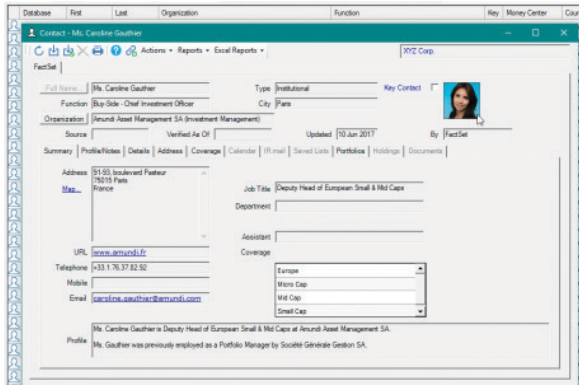 Database First Last Organization Function Key Money Center Coun
Contact - Ms. Caroline Gauthier
Actions Reports Excel Reports XYZ Corp.
FactSet
Full Name... Ms. Caroline Gauthier Type Institutional Key Contact
Function Buy-Side - Chief Investment Officer City Paris
Organization Amundi Asset Management SA (Investment Management)
Source Verified As Of Updated 10 Jun 2017 By FactSet
Summary Profile/Notes Details Address Coverage Calendar IR mail Saved Lists Portfolios Holdings Documents
Address 91-93, boulevard Pasteur
75015 Paris
Map... France
Job Title Deputy Head of European Small & Mid Caps
Department
Assistant
URL www.amundi.fr Coverage
Telephone +33.1.76.37.82.92 Europe
Mobile Micro Cap
Mid Cap
Email caroline.gauthier@amundi.com Small Cap
Ms. Caroline Gauthier is Deputy Head of European Small & Mid Caps at Amundi Asset Management SA.
Profile Ms. Gauthier was previously employed as a Portfolio Manager by Société Générale Gestion SA.